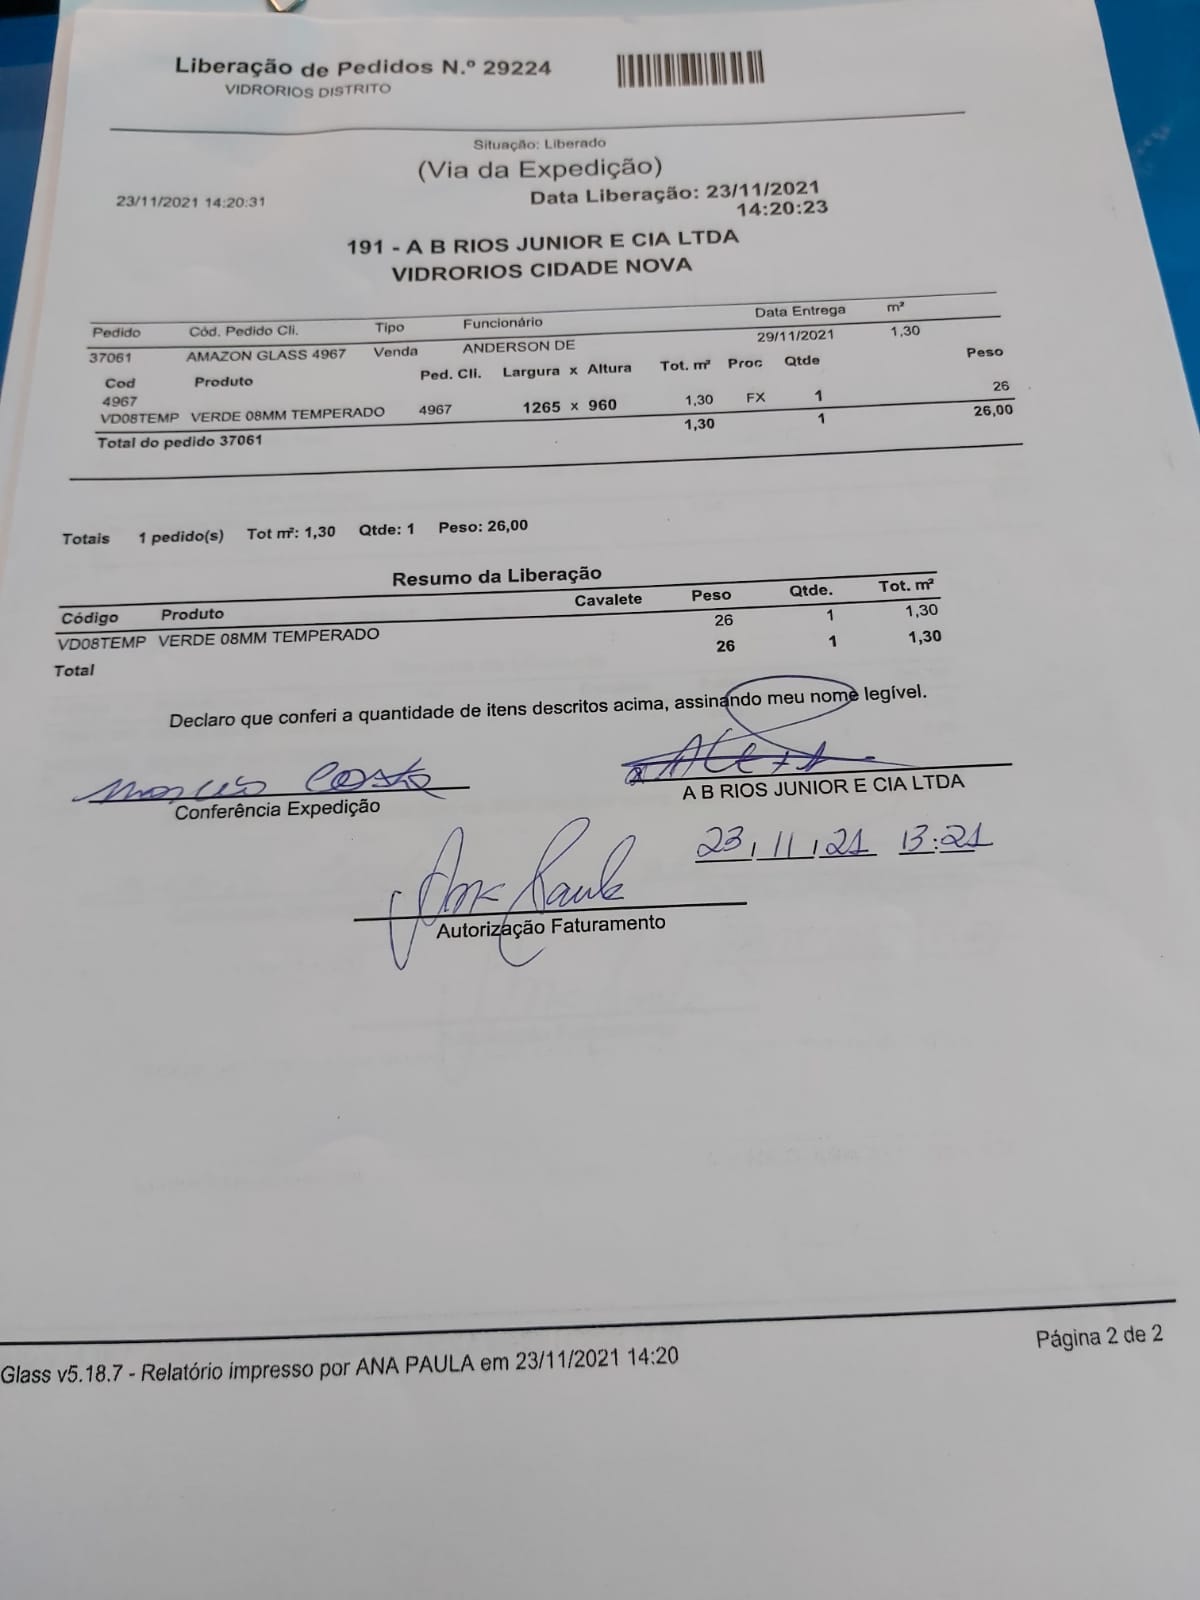 Liberação de Pedidos N.º 29224
VIDRORIOS DISTRITO
Situação: Liberado
(Via da Expedição)
23/11/2021 14:20:31
Data Liberação: 23/11/2021
14:20:23
191 - A B RIOS JUNIOR E CIA LTDA
VIDRORIOS CIDADE NOVA
Pedido Cód. Pedido Cli. Tipo Funcionário Data Entrega m²
37061 AMAZON GLASS 4967 Venda ANDERSON DE 29/11/2021 1,30
Cod Produto Ped. Cli. Largura x Altura Tot. m² Proc Qtde Peso
4967
VD08TEMP VERDE 08MM TEMPERADO 4967 1265 x 960 1,30 FX 1 26
Total do pedido 37061 1,30 1 26,00
Totais 1 pedido(s) Tot m²: 1,30 Qtde: 1 Peso: 26,00
Resumo da Liberação
Código Produto Cavalete Peso Qtde. Tot. m²
VD08TEMP VERDE 08MM TEMPERADO 26 1 1,30
Total 26 1 1,30
Declaro que conferi a quantidade de itens descritos acima, assinando meu nome legível.
Costa
Conferência Expedição
A B RIOS JUNIOR E CIA LTDA
23/11/21 13:21
Ana Paula
Autorização Faturamento
Glass v5.18.7 - Relatório impresso por ANA PAULA em 23/11/2021 14:20
Página 2 de 2